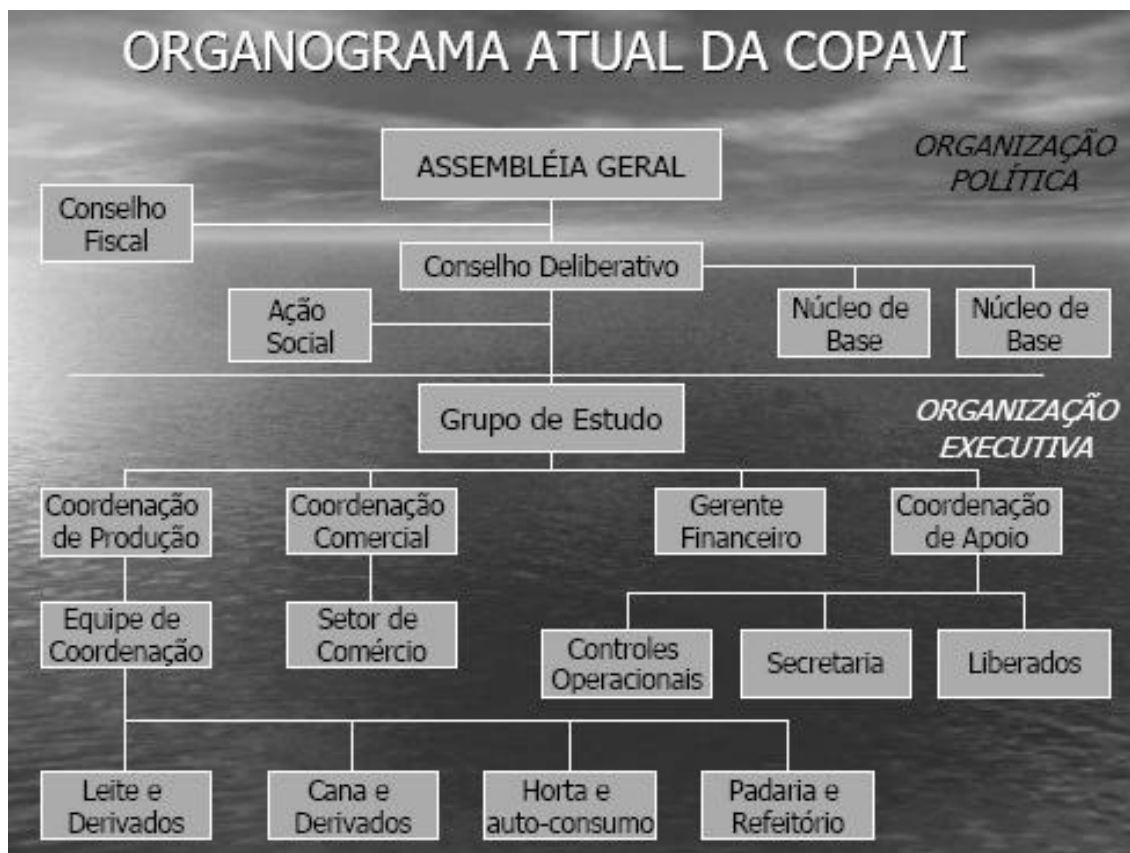 ORGANOGRAMA ATUAL DA COPAVI
ASSEMBLÉIA GERAL
ORGANIZAÇÃO
POLÍTICA
Conselho
Fiscal
Conselho Deliberativo
Ação
Social
Núcleo de
Base
Núcleo de
Base
Grupo de Estudo
ORGANIZAÇÃO
EXECUTIVA
Coordenação
de Produção
Coordenação
Comercial
Gerente
Financeiro
Coordenação
de Apoio
Equipe de
Coordenação
Setor de
Comércio
Controles
Operacionais
Secretaria
Liberados
Leite e
Derivados
Cana e
Derivados
Horta e
auto-consumo
Padaria e
Refeitório